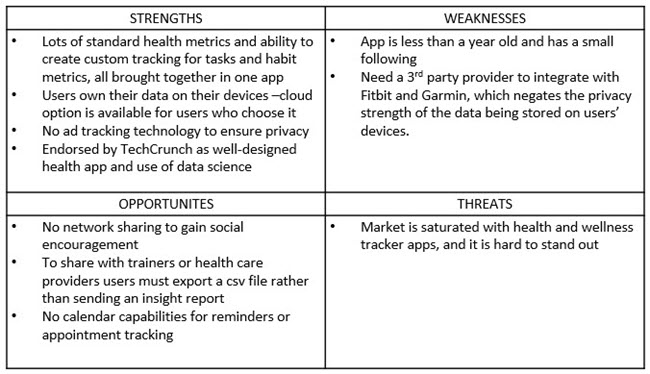 STRENGTHS
• Lots of standard health metrics and ability to
create custom tracking for tasks and habit
metrics, all brought together in one app
• Users own their data on their devices –cloud
option is available for users who choose it
• No ad tracking technology to ensure privacy
• Endorsed by TechCrunch as well-designed
health app and use of data science
WEAKNESSES
• App is less than a year old and has a small
following
• Need a 3rd party provider to integrate with
Fitbit and Garmin, which negates the privacy
strength of the data being stored on users’
devices.
OPPORTUNITES
• No network sharing to gain social
encouragement
• To share with trainers or health care
providers users must export a csv file rather
than sending an insight report
• No calendar capabilities for reminders or
appointment tracking
THREATS
• Market is saturated with health and wellness
tracker apps, and it is hard to stand out